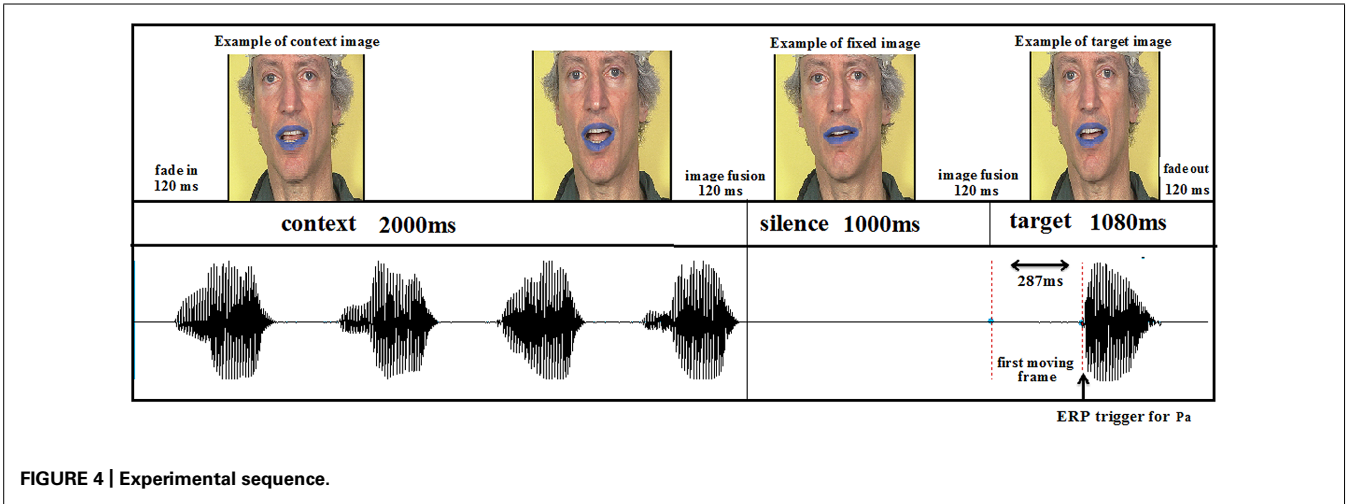 Example of context image
Example of fixed image
Example of target image
fade in
120 ms
image fusion
120 ms
image fusion
120 ms
fade out
120 ms
context 2000ms
silence 1000ms
target 1080ms
287ms
first moving
frame
ERP trigger for Pa
FIGURE 4 | Experimental sequence.